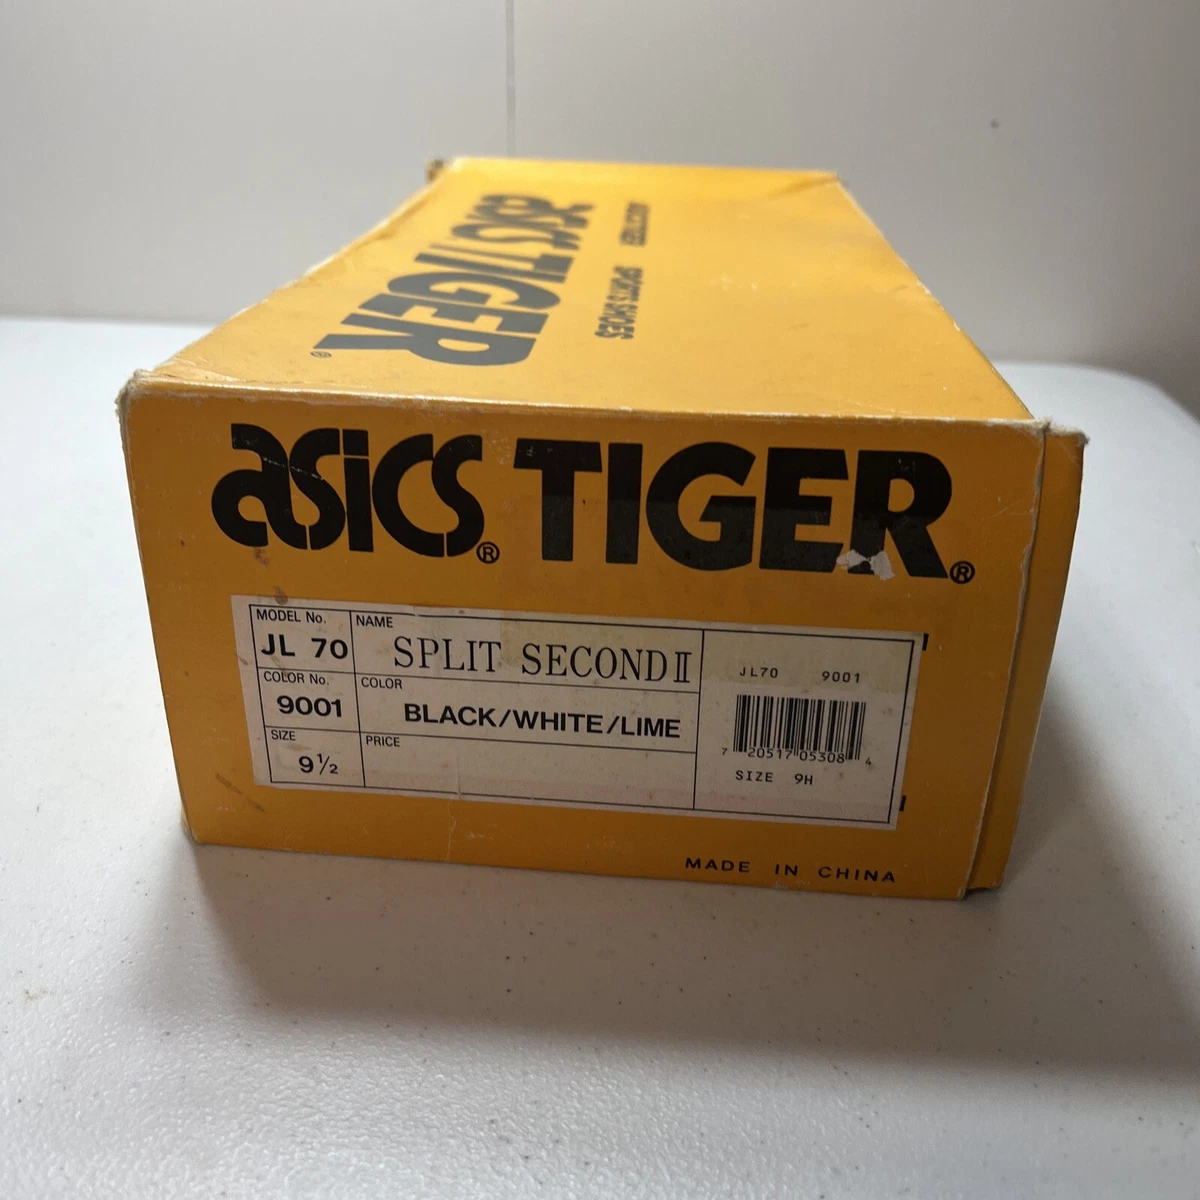 asics TIGER ®
SPORTS SHOES
asics® TIGER®
MODEL No.
JL 70
NAME
SPLIT SECOND II
COLOR No.
9001
COLOR
BLACK/WHITE/LIME
SIZE
9½
PRICE
JL70 9001
7 20517 05308 4
SIZE 9H
MADE IN CHINA